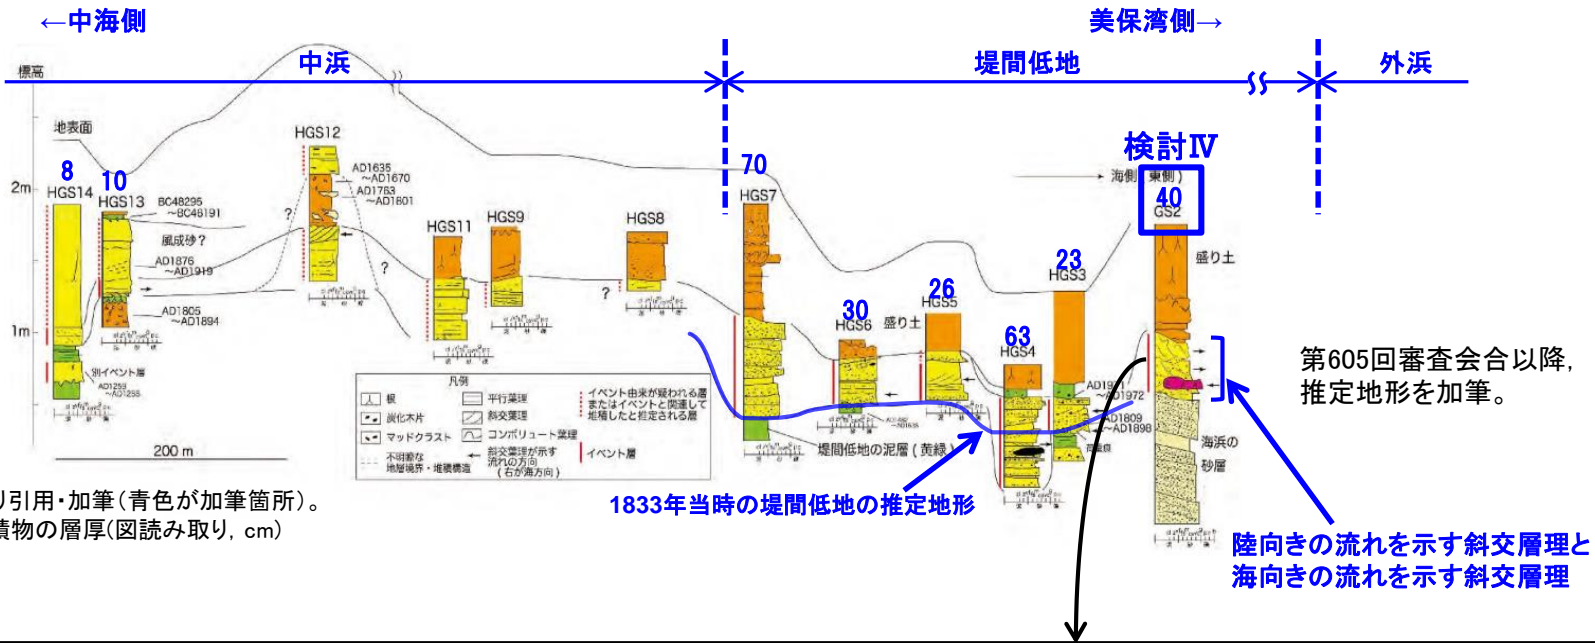 ←中海側
美保湾側→
標高
中浜
堤間低地
外浜
地表面
8
HGS14
10
HGS13
HGS12
HGS11
HGS9
HGS8
70
HGS7
30
HGS6
26
HGS5
63
HGS4
23
HGS3
検討Ⅳ
海側(東側)
40
GS2
2m
1m
BC48295
～BC48191
風成砂?
AD1876
～AD1919
AD1805
～AD1894
AD1635
～AD1670
AD1763
～AD1801
?
?
?
別イベント層
AD1259
盛り土
盛り土
AD1971
～AD1972
AD1809
～AD1898
海浜の
砂層
堤間低地の泥層(黄緑)
200 m
凡例
根
炭化木片
マッドクラスト
不明瞭な
地層境界・堆積構造
平行葉理
斜交葉理
コンボリュート葉理
斜交葉理が示す
流れの方向
(右が海方向)
イベント由来が疑われる層
またはイベントと関連して
堆積したと推定される層
イベント層
第605回審査会合以降,
推定地形を加筆。
1833年当時の堤間低地の推定地形
陸向きの流れを示す斜交層理と
海向きの流れを示す斜交層理
り引用・加筆(青色が加筆箇所)。
積物の層厚(図読み取り, cm)